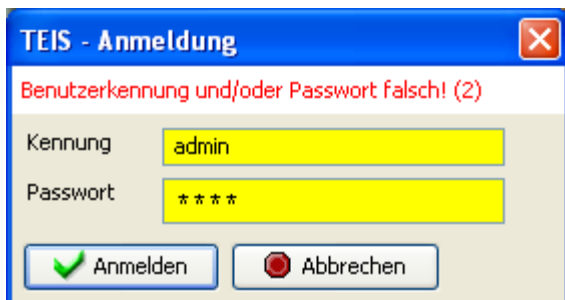 TEIS - Anmeldung
Benutzerkennung und/oder Passwort falsch! (2)
Kennung admin
Passwort ****
Anmelden Abbrechen